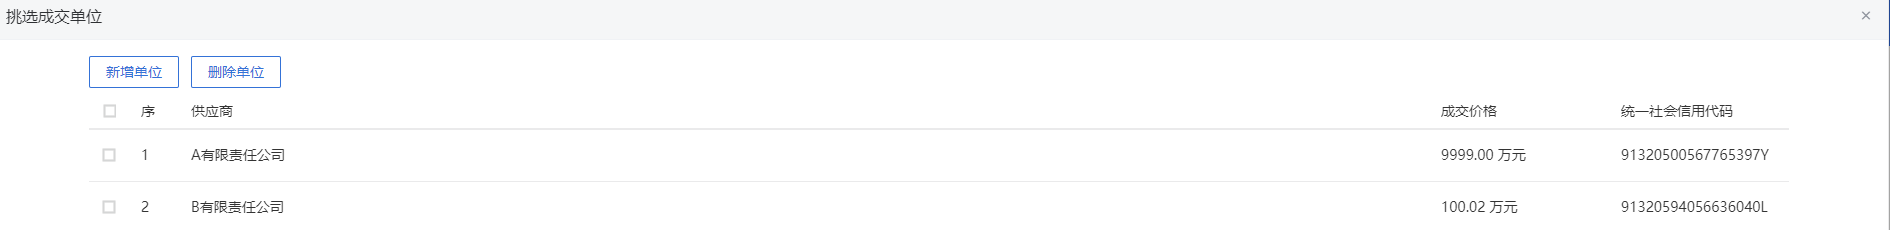 挑选成交单位 ×
新增单位 删除单位
序 供应商 成交价格 统一社会信用代码
1 A有限责任公司 9999.00 万元 91320500567765397Y
2 B有限责任公司 100.02 万元 91320594056636040L